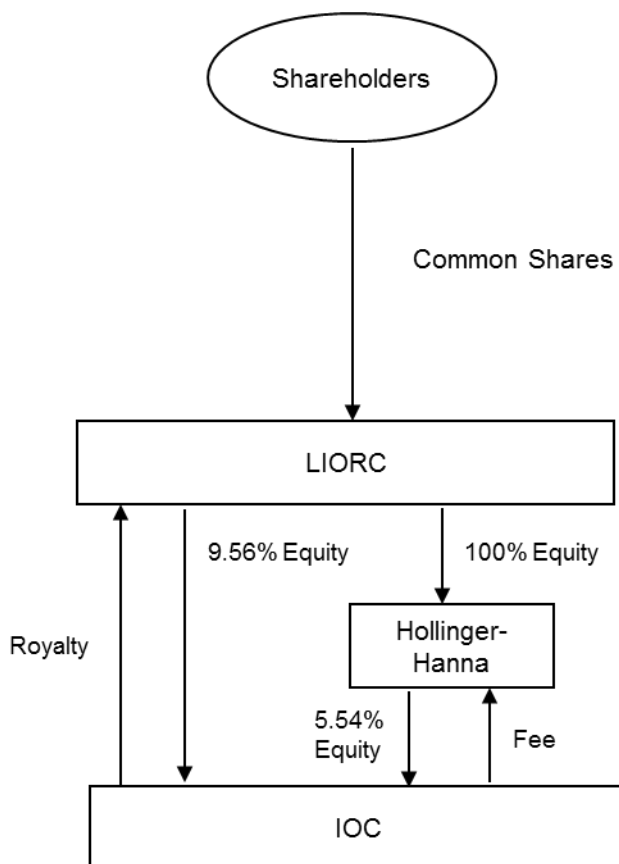 Shareholders
Common Shares
LIORC
9.56% Equity
100% Equity
Royalty
Hollinger-
Hanna
5.54%
Equity
Fee
IOC